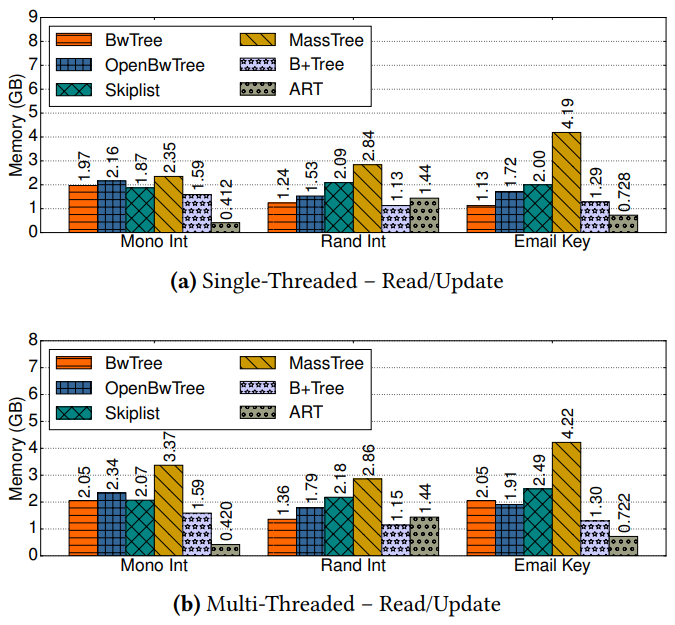 9
8
7
6
5
4
3
2
1
0
Memory (GB)
BwTree
OpenBwTree
Skiplist
MassTree
B+Tree
ART
1.97
2.16
1.87
2.35
1.59
0.412
1.24
1.53
2.09
2.84
1.13
1.44
1.13
1.72
2.00
4.19
1.29
0.728
Mono Int
Rand Int
Email Key
(a) Single-Threaded – Read/Update
8
7
6
5
4
3
2
1
0
Memory (GB)
BwTree
OpenBwTree
Skiplist
MassTree
B+Tree
ART
2.05
2.34
2.07
3.37
1.59
0.420
1.36
1.79
2.18
2.86
1.15
1.44
2.05
1.91
2.49
4.22
1.30
0.722
Mono Int
Rand Int
Email Key
(b) Multi-Threaded – Read/Update